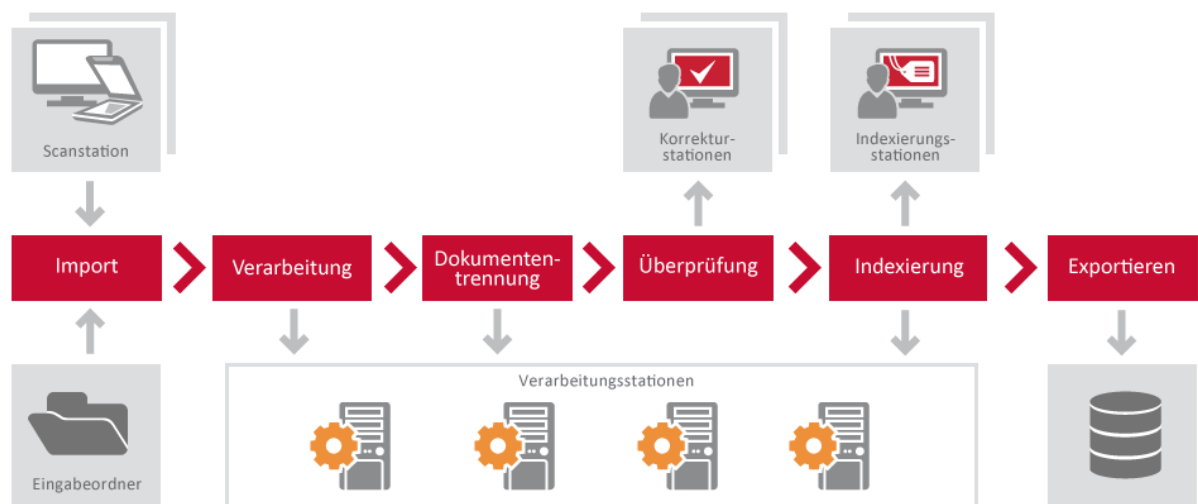 Scanstation
Korrektur-
stationen
Indexierungs-
stationen
Import
Verarbeitung
Dokumenten-
trennung
Überprüfung
Indexierung
Exportieren
Verarbeitungsstationen
Eingabeordner